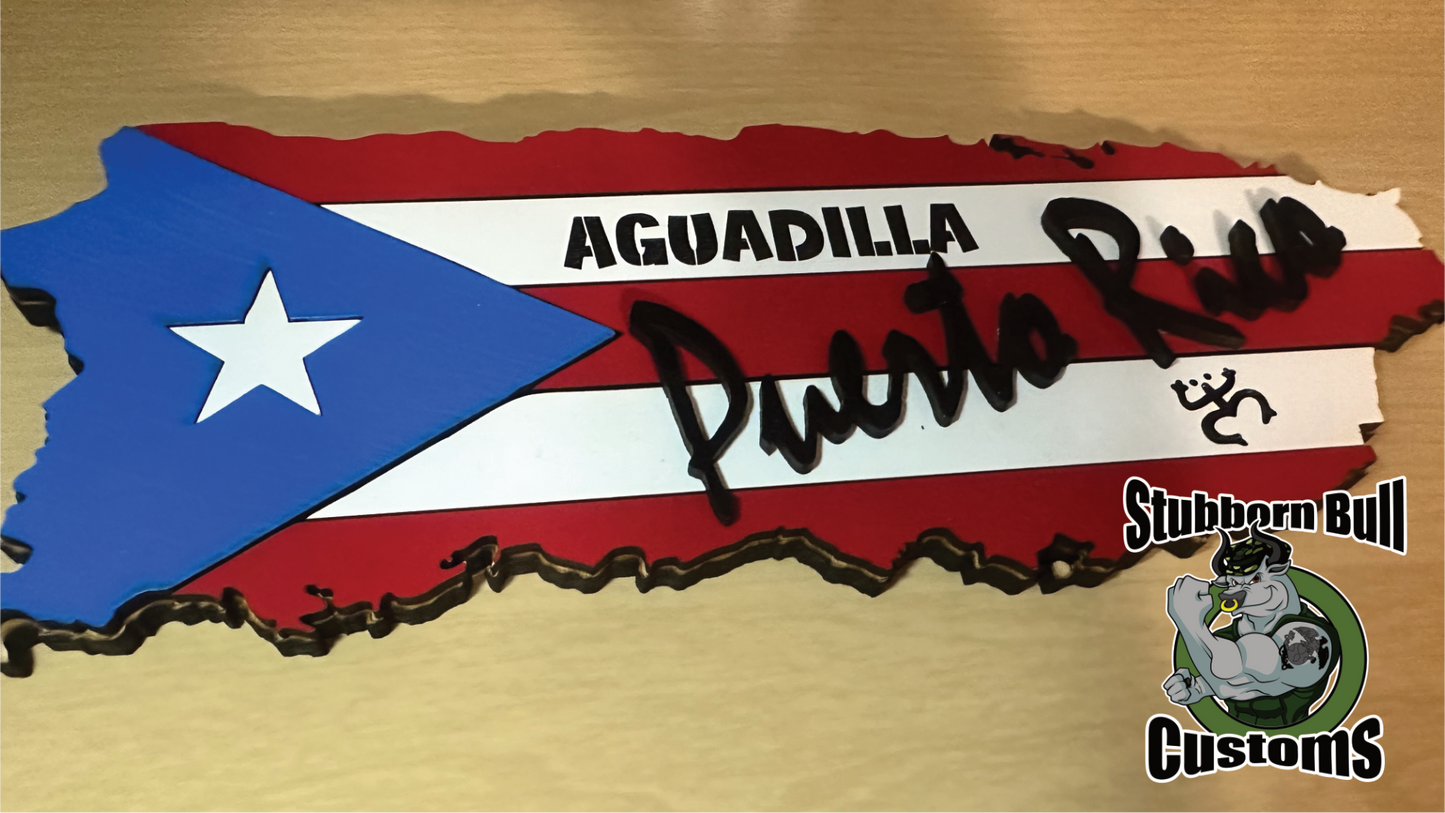 AGUADILLA
Puerto Rico
Stubborn Bull
Customs